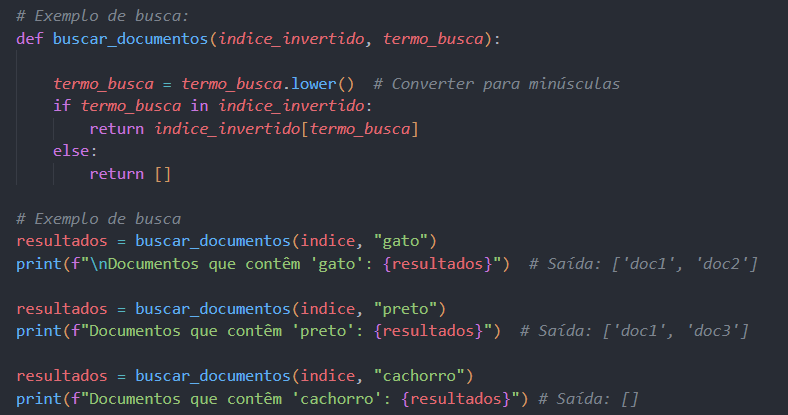 # Exemplo de busca:
def buscar_documentos(indice_invertido, termo_busca):
termo_busca = termo_busca.lower()  # Converter para minúsculas
if termo_busca in indice_invertido:
return indice_invertido[termo_busca]
else:
return []
# Exemplo de busca
resultados = buscar_documentos(indice, "gato")
print(f"\nDocumentos que contêm 'gato': {resultados}")  # Saída: ['doc1', 'doc2']
resultados = buscar_documentos(indice, "preto")
print(f"Documentos que contêm 'preto': {resultados}")  # Saída: ['doc1', 'doc3']
resultados = buscar_documentos(indice, "cachorro")
print(f"Documentos que contêm 'cachorro': {resultados}") # Saída: []